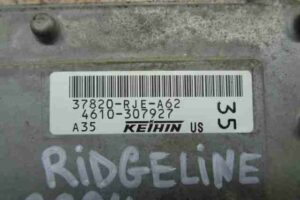 37820-RJE-A62
4610-307927
A35 KEIHIN US
35
RIDGELINE